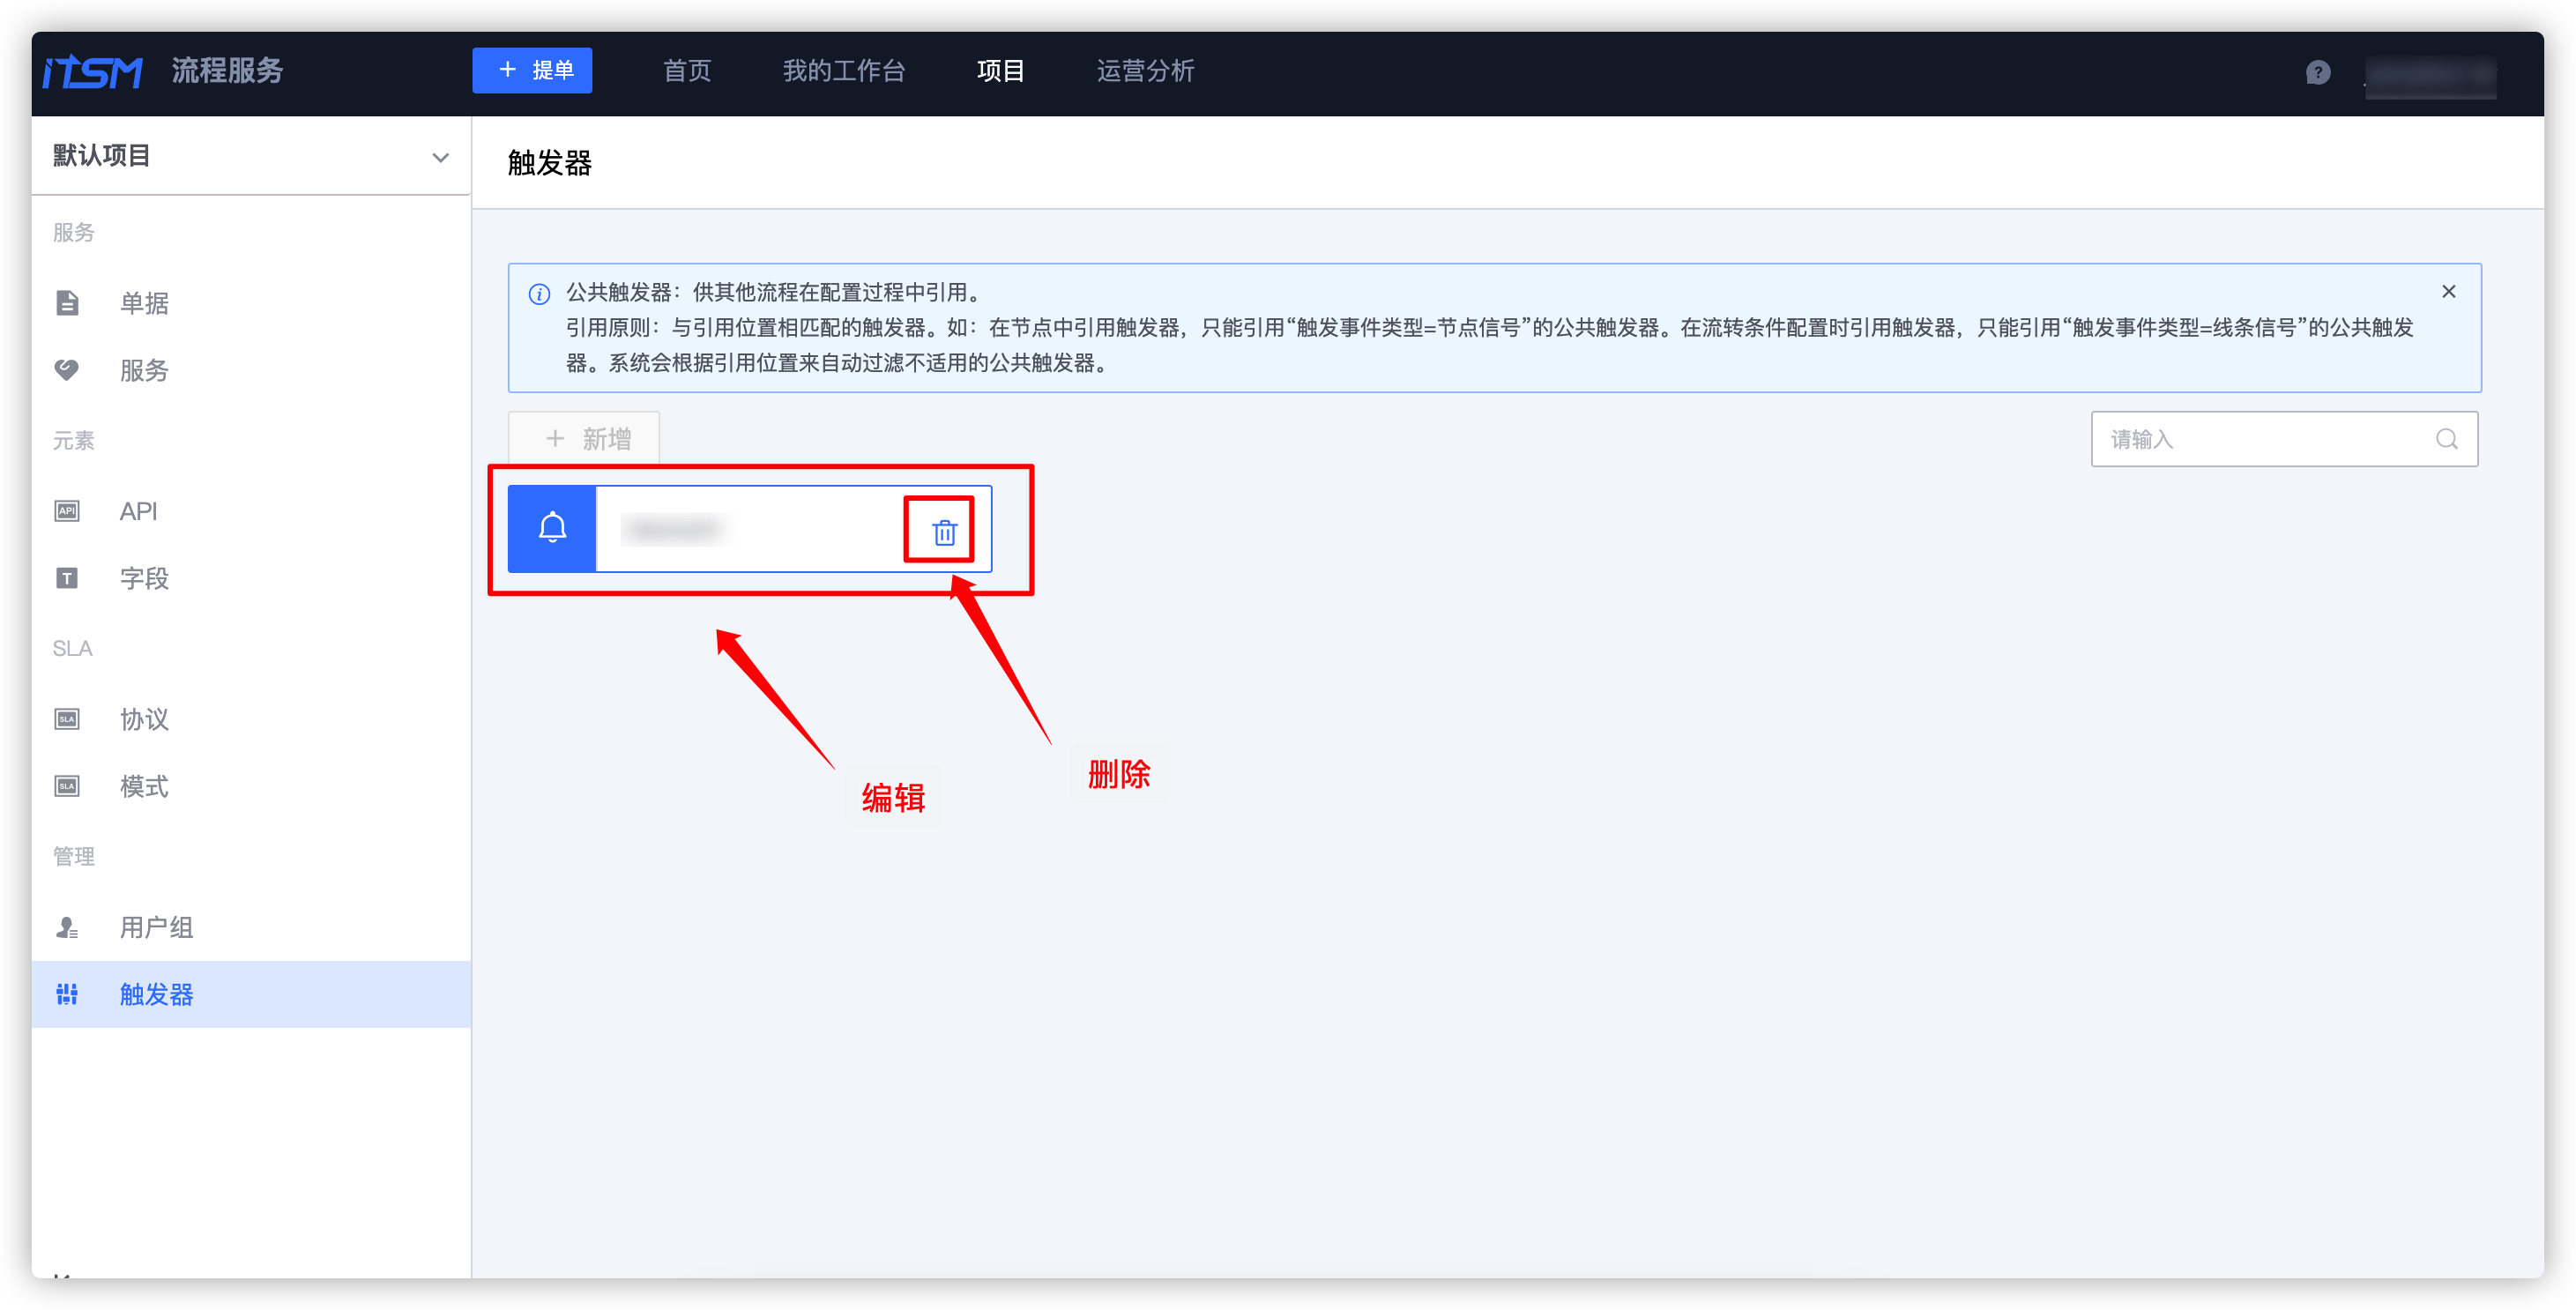 ITSM 流程服务 + 提单 首页 我的工作台 项目 运营分析
默认项目
触发器
服务
单据
服务
元素
API
字段
SLA
协议
模式
管理
用户组
触发器
公共触发器：供其他流程在配置过程中引用。
引用原则：与引用位置相匹配的触发器。如：在节点中引用触发器，只能引用“触发事件类型=节点信号”的公共触发器。在流转条件配置时引用触发器，只能引用“触发事件类型=线条信号”的公共触发
器。系统会根据引用位置来自动过滤不适用的公共触发器。
+ 新增
请输入
删除
编辑